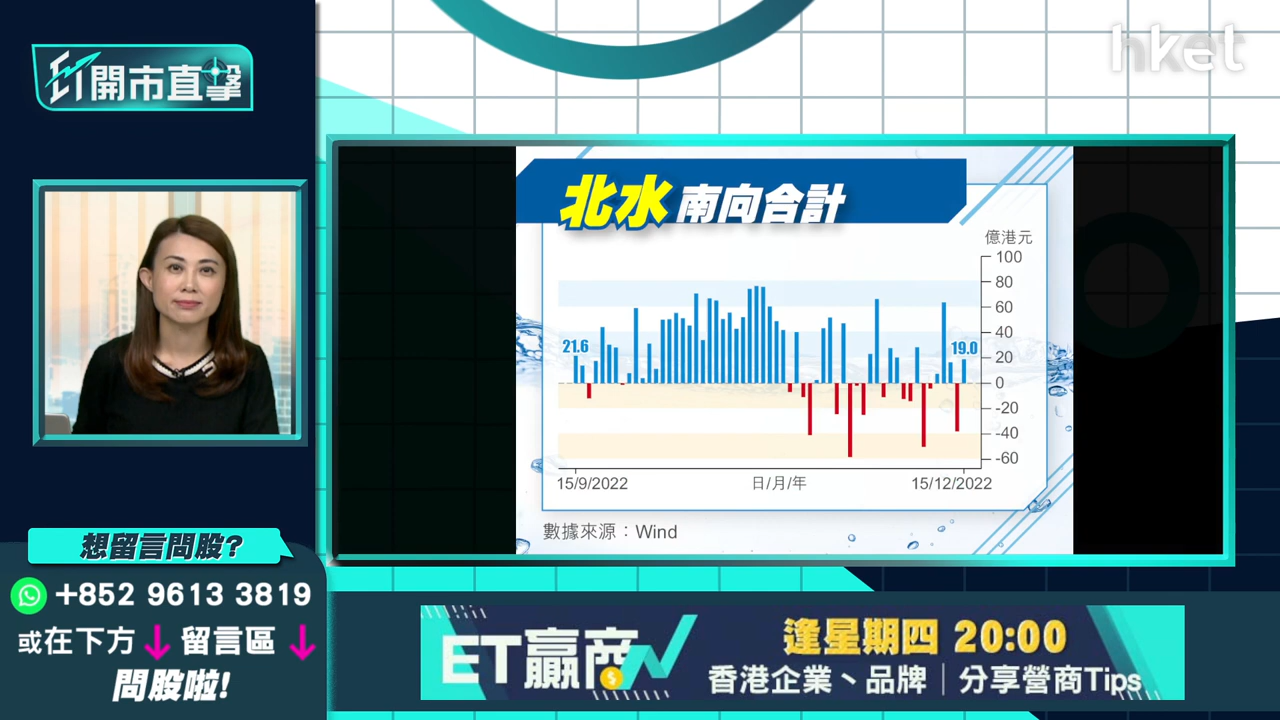 hket
ET開市直擊
北水 南向合計
億港元
100
80
60
40
20
0
-20
-40
-60
21.6
19.0
15/9/2022
日/月/年
15/12/2022
數據來源：Wind
想留言問股?
+852 9613 3819
或在下方 留言區
問股啦!
ET贏商
$
逢星期四 20:00
香港企業、品牌｜分享營商Tips